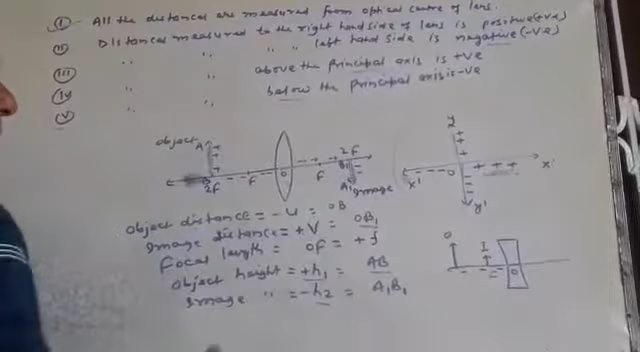 (i) All the distances are measured from optical centre of lens.
(ii) Distances measured to the right hand side of lens is positive (+ve)
(iii) " " " " left hand side is negative (-ve)
(iv) " " above the principal axis is +ve
(v) " " below the principal axis is -ve
object A
2f f O f 2f
B B1
A1 image
Y
x' x'
y'
object distance = -u = OB
image distance = +v = OB1
Focal length = of = +f
object height = +h1 = AB
image " = -h2 = A1B1
O I
O